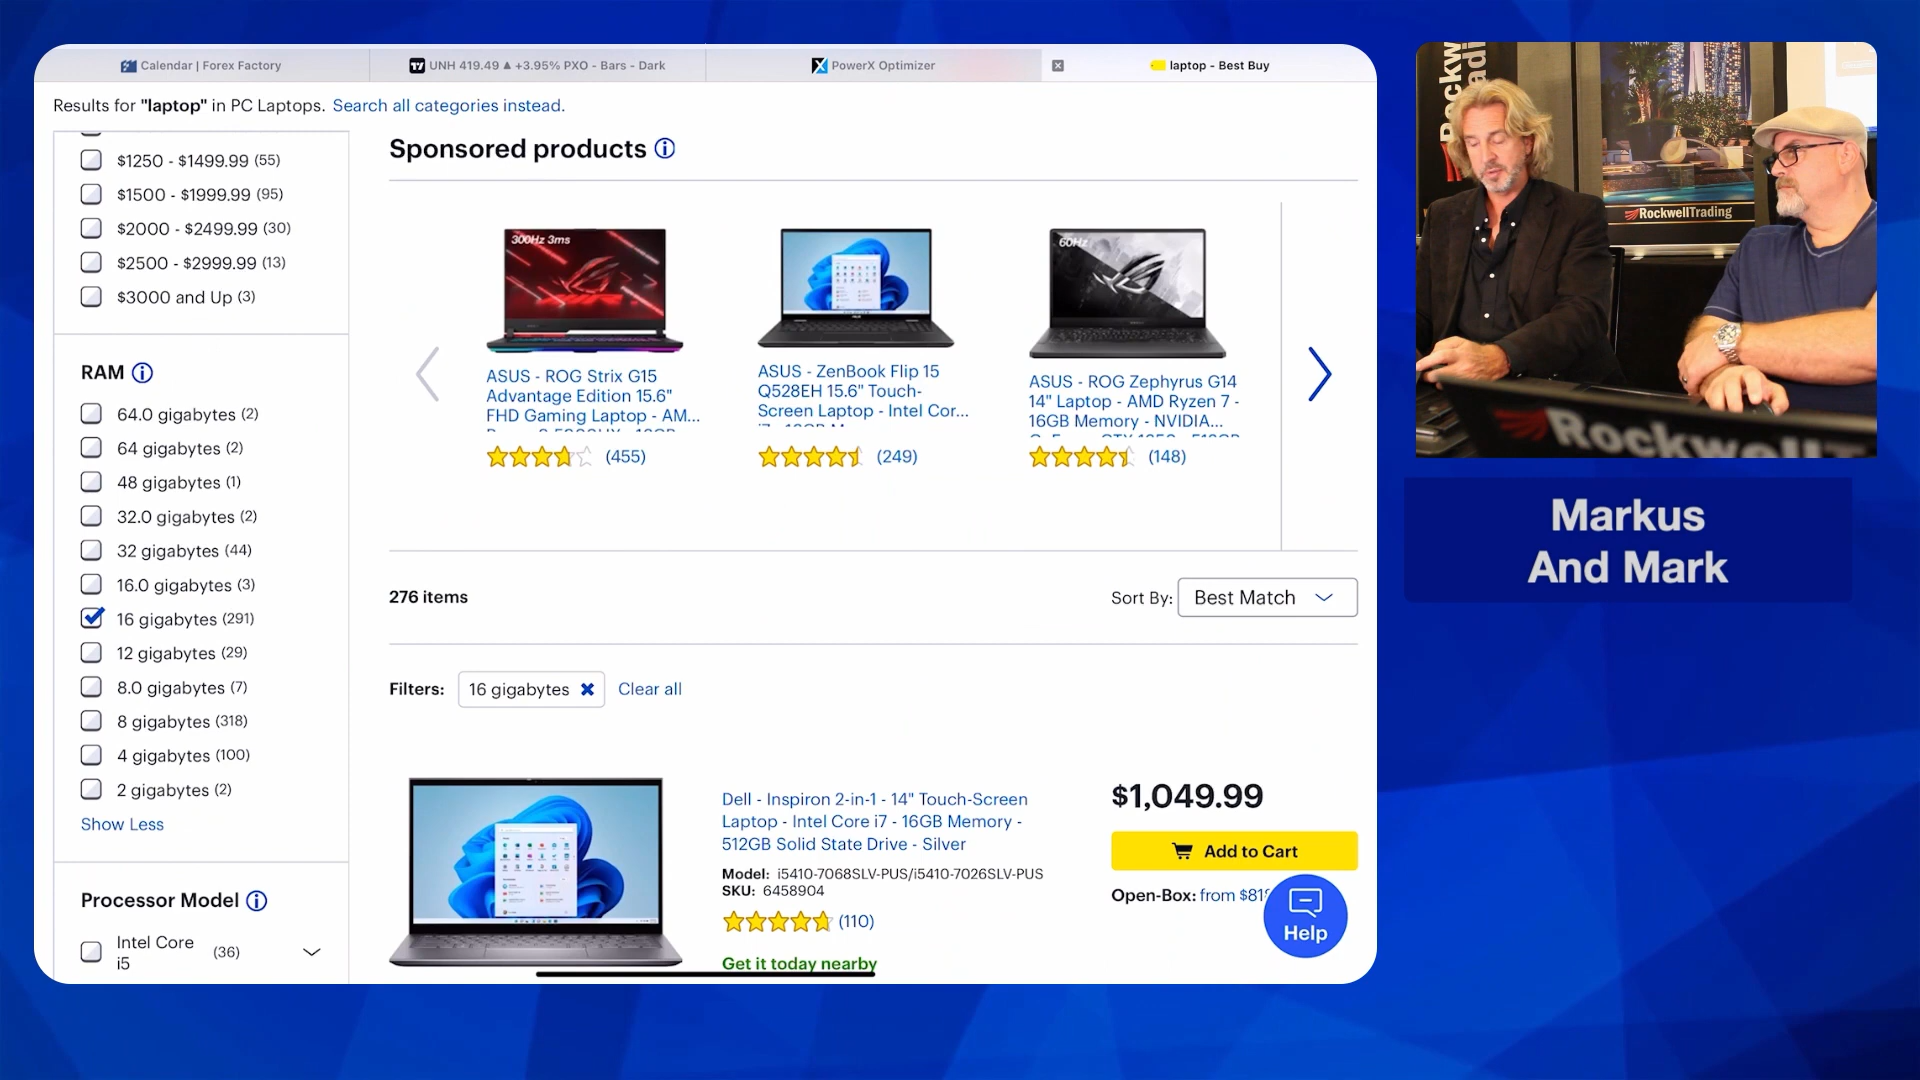 Calendar | Forex Factory
UNH 419.49 ▲ +3.95% PXO - Bars - Dark
PowerX Optimizer
laptop - Best Buy
Results for "laptop" in PC Laptops. Search all categories instead.
$1250 - $1499.99 (55)
$1500 - $1999.99 (95)
$2000 - $2499.99 (30)
$2500 - $2999.99 (13)
$3000 and Up (3)
RAM
64.0 gigabytes (2)
64 gigabytes (2)
48 gigabytes (1)
32.0 gigabytes (2)
32 gigabytes (44)
16.0 gigabytes (3)
16 gigabytes (291)
12 gigabytes (29)
8.0 gigabytes (7)
8 gigabytes (318)
4 gigabytes (100)
2 gigabytes (2)
Show Less
Processor Model
Intel Core
i5
(36)
Sponsored products
300Hz 3ms
ASUS - ROG Strix G15
Advantage Edition 15.6"
FHD Gaming Laptop - AM...
(455)
ASUS - ZenBook Flip 15
Q528EH 15.6" Touch-
Screen Laptop - Intel Cor...
(249)
60Hz
ASUS - ROG Zephyrus G14
14" Laptop - AMD Ryzen 7 -
16GB Memory - NVIDIA...
(148)
276 items
Sort By: Best Match
Filters: 16 gigabytes Clear all
Dell - Inspiron 2-in-1 - 14" Touch-Screen
Laptop - Intel Core i7 - 16GB Memory -
512GB Solid State Drive - Silver
Model: i5410-7068SLV-PUS/i5410-7026SLV-PUS
SKU: 6458904
(110)
Get it today nearby
$1,049.99
Add to Cart
Open-Box: from
Help
RockwellTrading
Markus
And Mark